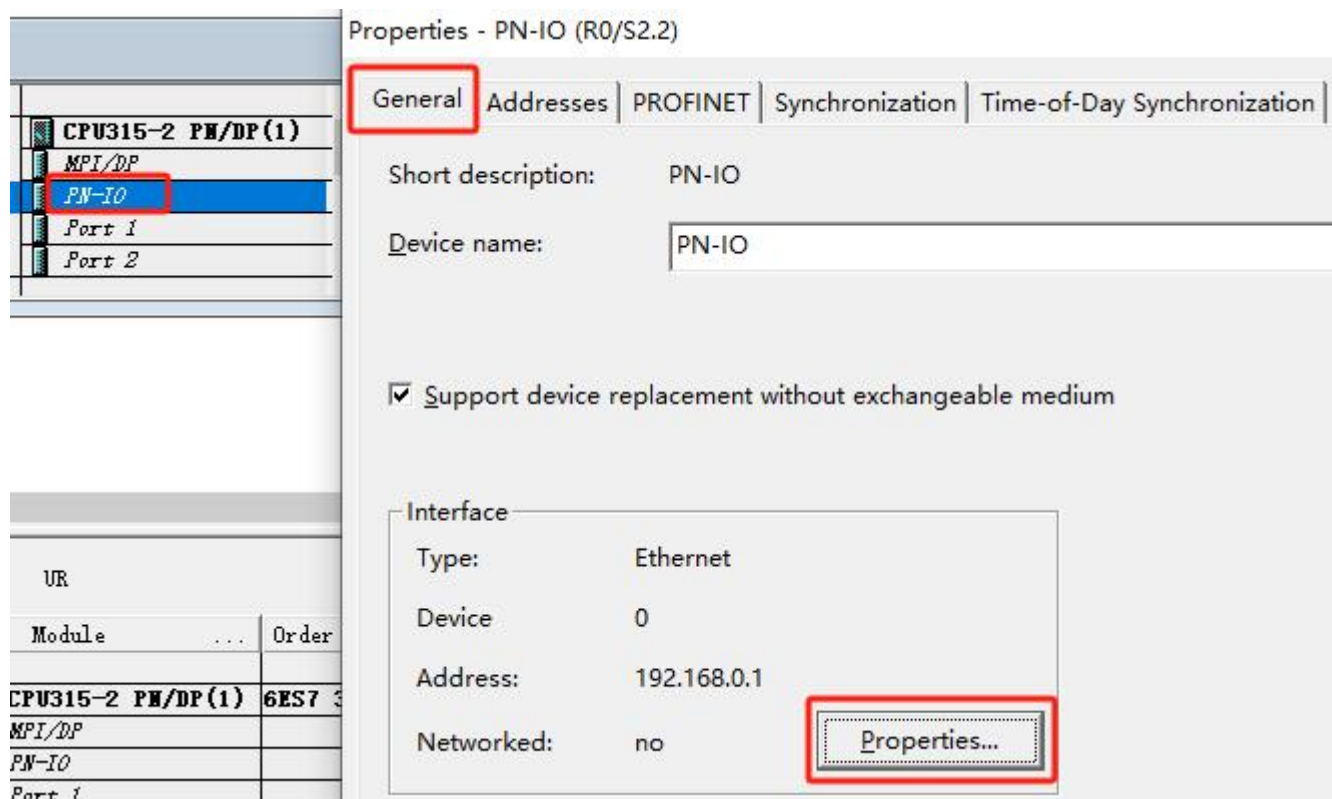 Properties - PN-IO (R0/S2.2)
General Addresses PROFINET Synchronization Time-of-Day Synchronization
CPU315-2 PN/DP(1)
MPI/DP
PN-IO
Port 1
Port 2
Short description: PN-IO
Device name: PN-IO
Support device replacement without exchangeable medium
Interface
Type: Ethernet
Device 0
Address: 192.168.0.1
Networked: no
Properties...
UR
Module ... Order
CPU315-2 PN/DP(1) 6ES7 3
MPI/DP
PN-IO
Port 1